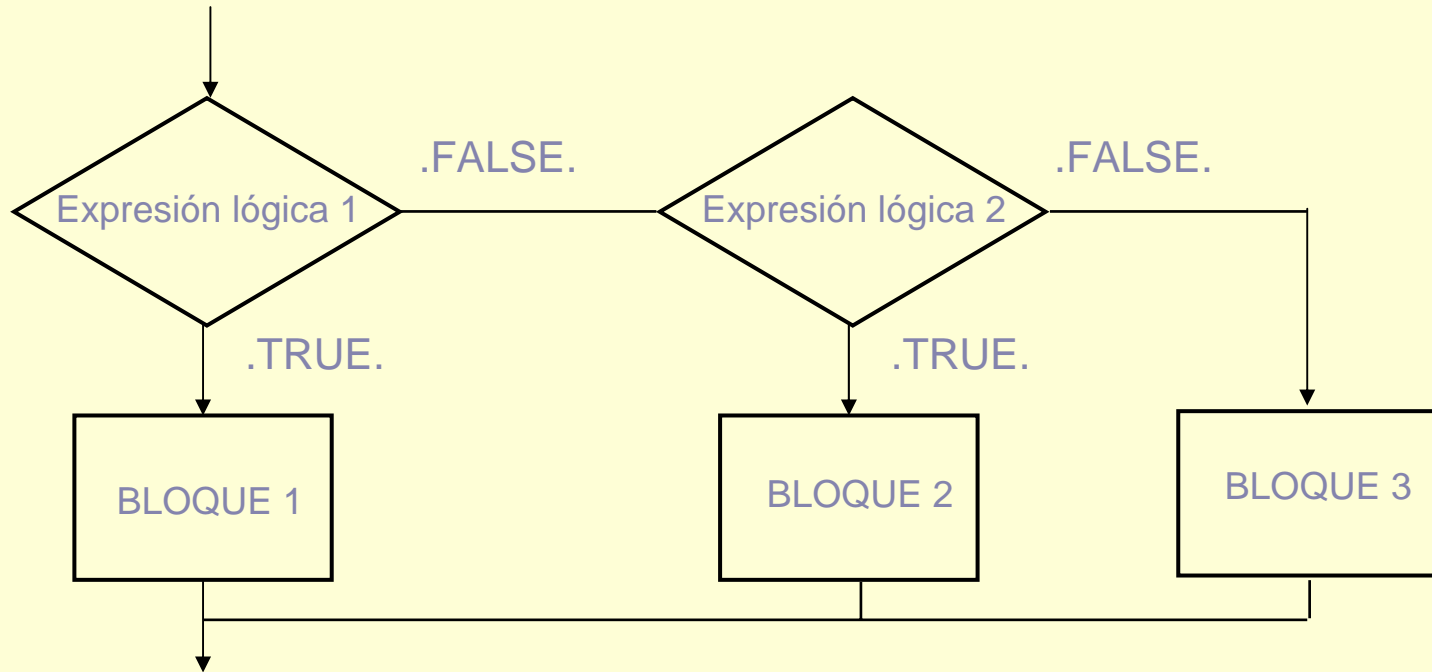 .FALSE.
.FALSE.
Expresión lógica 1
Expresión lógica 2
.TRUE.
.TRUE.
BLOQUE 1
BLOQUE 2
BLOQUE 3